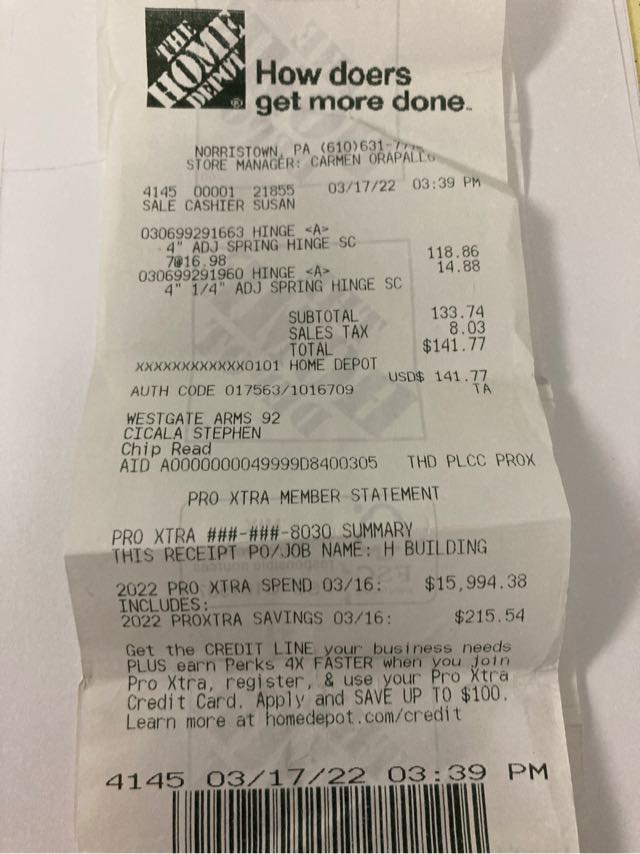 THE
HOME
DEPOT
How doers
get more done.
NORRISTOWN, PA (610)631-
STORE MANAGER: CARMEN ORAPALLO
4145 00001 21855 03/17/22 03:39 PM
SALE CASHIER SUSAN
030699291663 HINGE <A>
4" ADJ SPRING HINGE SC
7@16.98 118.86
030699291960 HINGE <A> 14.88
4" 1/4" ADJ SPRING HINGE SC
SUBTOTAL 133.74
SALES TAX 8.03
TOTAL $141.77
XXXXXXXXXXXX0101 HOME DEPOT
USD$ 141.77
AUTH CODE 017563/1016709 TA
WESTGATE ARMS 92
CICALA STEPHEN
Chip Read
AID A0000000049999D8400305 THD PLCC PROX
PRO XTRA MEMBER STATEMENT
PRO XTRA ###-###-8030 SUMMARY
THIS RECEIPT PO/JOB NAME: H BUILDING
2022 PRO XTRA SPEND 03/16: $15,994.38
INCLUDES:
2022 PROXTRA SAVINGS 03/16: $215.54
Get the CREDIT LINE your business needs
PLUS earn Perks 4X FASTER when you join
Pro Xtra, register, & use your Pro Xtra
Credit Card. Apply and SAVE UP TO $100.
Learn more at homedepot.com/credit
4145 03/17/22 03:39 PM